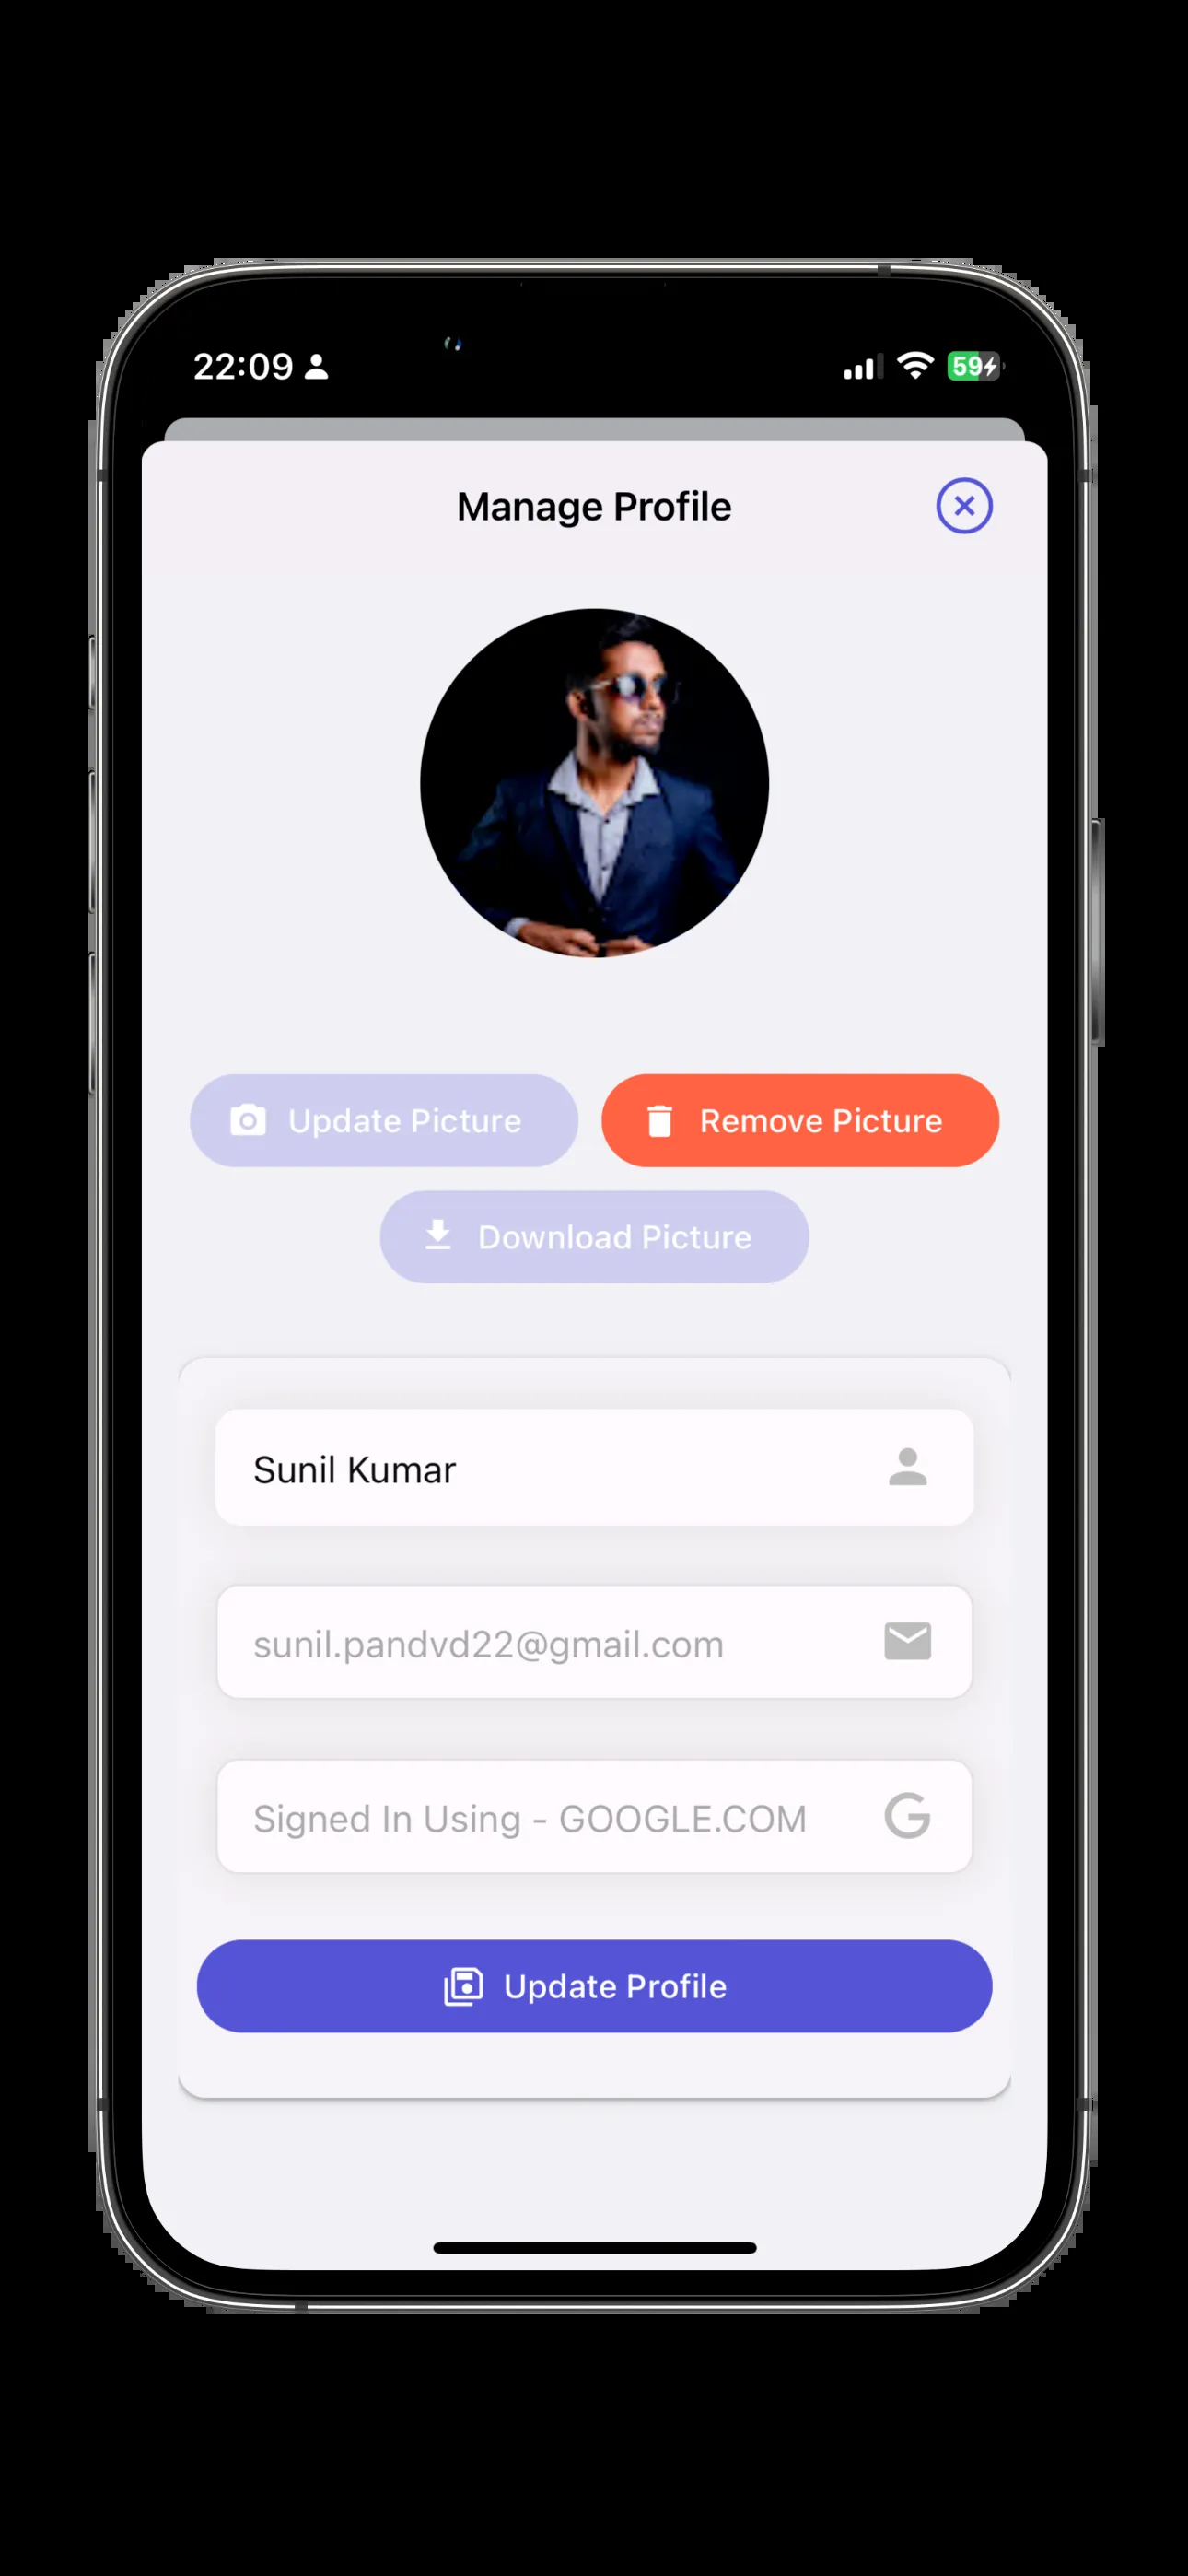 22:09
59
Manage Profile
Update Picture
Remove Picture
Download Picture
Sunil Kumar
sunil.pandvd22@gmail.com
Signed In Using - GOOGLE.COM
Update Profile